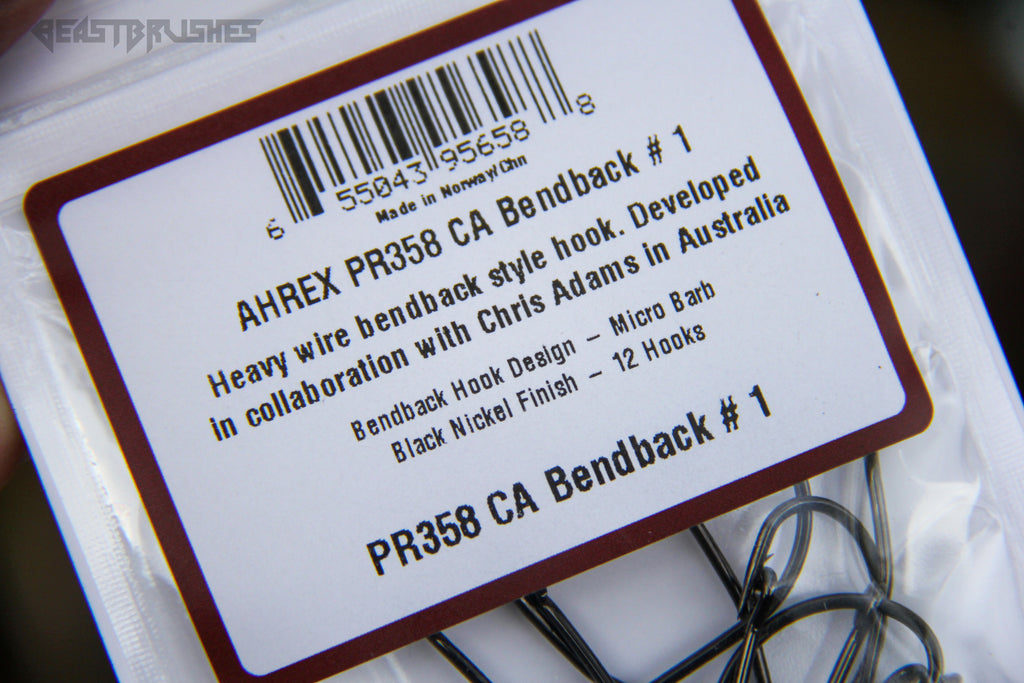 BEASTBRUSHES
6 55043 95658 8
Made in Norway/Chn
AHREX PR358 CA Bendback # 1
Heavy wire bendback style hook. Developed
in collaboration with Chris Adams in Australia
Bendback Hook Design – Micro Barb
Black Nickel Finish – 12 Hooks
PR358 CA Bendback # 1